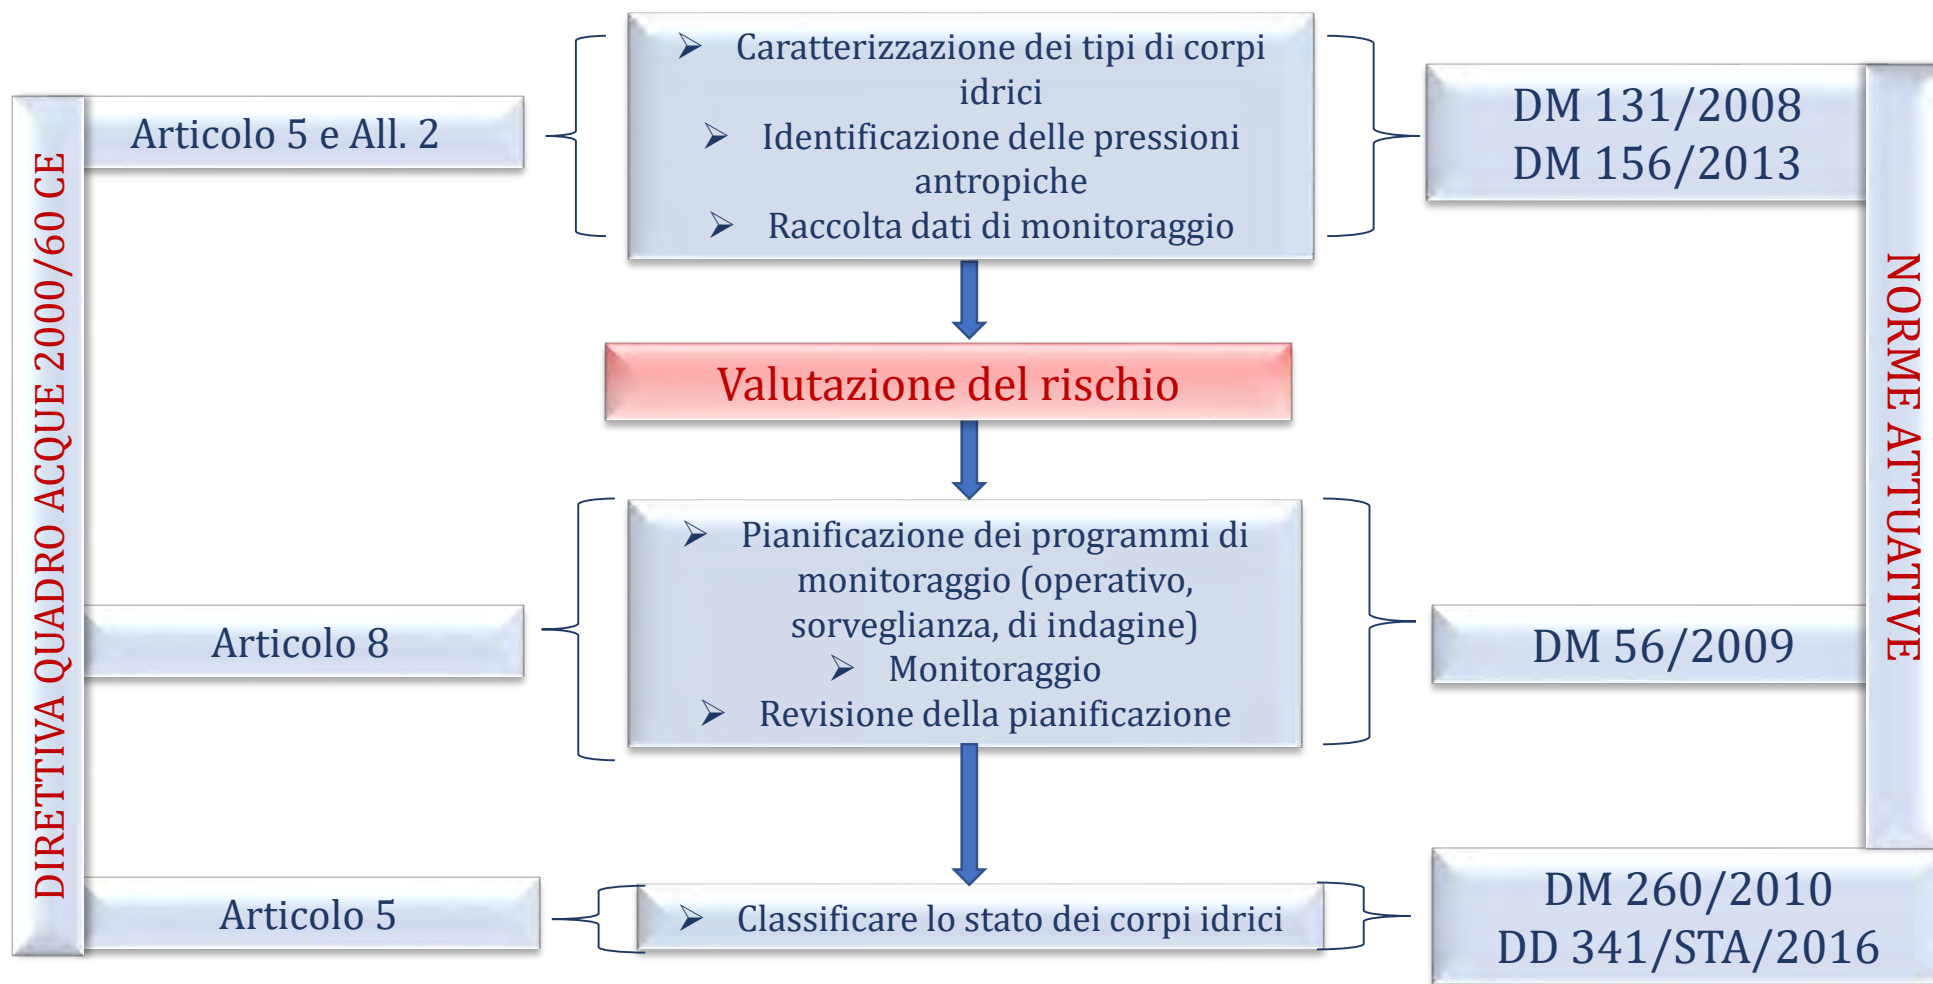 DIRETTIVA QUADRO ACQUE 2000/60 CE
Articolo 5 e All. 2
➢ Caratterizzazione dei tipi di corpi
idrici
➢ Identificazione delle pressioni
antropiche
➢ Raccolta dati di monitoraggio
DM 131/2008
DM 156/2013
NORME ATTUATIVE
Valutazione del rischio
Articolo 8
➢ Pianificazione dei programmi di
monitoraggio (operativo,
sorveglianza, di indagine)
➢ Monitoraggio
➢ Revisione della pianificazione
DM 56/2009
Articolo 5
➢ Classificare lo stato dei corpi idrici
DM 260/2010
DD 341/STA/2016